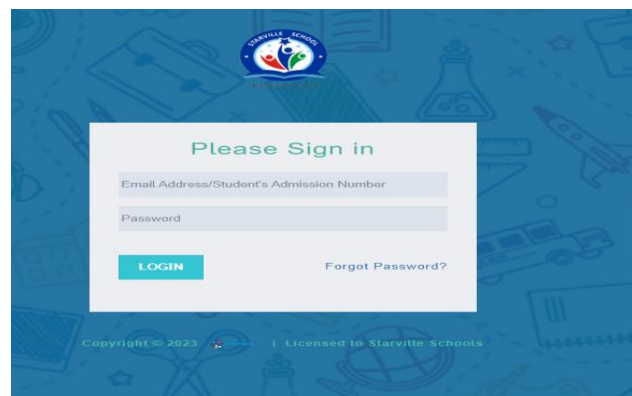 STARVILLE SCHOOL
Please Sign in
Email Address/Student's Admission Number
Password
LOGIN Forgot Password?
Copyright © 2023 | Licensed to Starville Schools